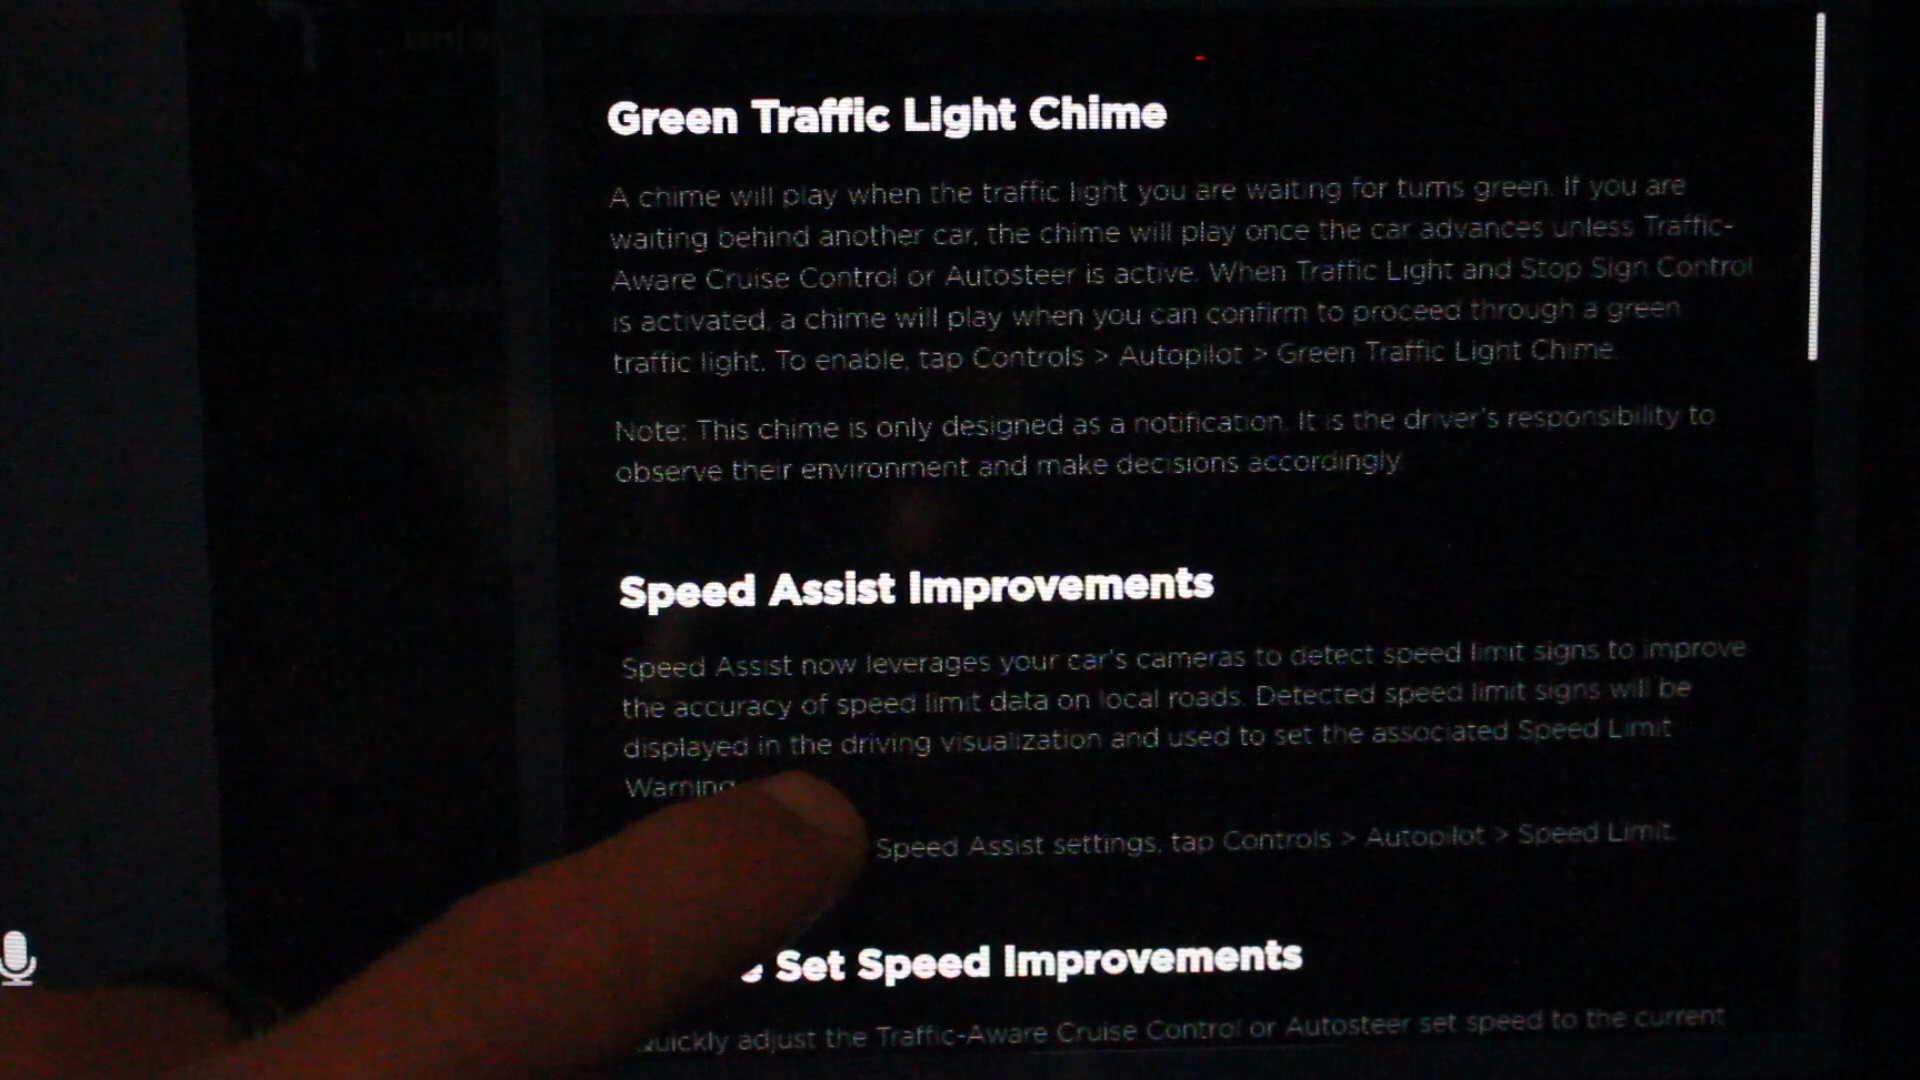 Green Traffic Light Chime
A chime will play when the traffic light you are waiting for turns green. If you are
waiting behind another car, the chime will play once the car advances unless Traffic-
Aware Cruise Control or Autosteer is active. When Traffic Light and Stop Sign Control
is activated, a chime will play when you can confirm to proceed through a green
traffic light. To enable, tap Controls > Autopilot > Green Traffic Light Chime.
Note: This chime is only designed as a notification. It is the driver's responsibility to
observe their environment and make decisions accordingly.
Speed Assist Improvements
Speed Assist now leverages your car's cameras to detect speed limit signs to improve
the accuracy of speed limit data on local roads. Detected speed limit signs will be
displayed in the driving visualization and used to set the associated Speed Limit
Warning
Speed Assist settings, tap Controls > Autopilot > Speed Limit.
Set Speed Improvements
Quickly adjust the Traffic-Aware Cruise Control or Autosteer set speed to the current